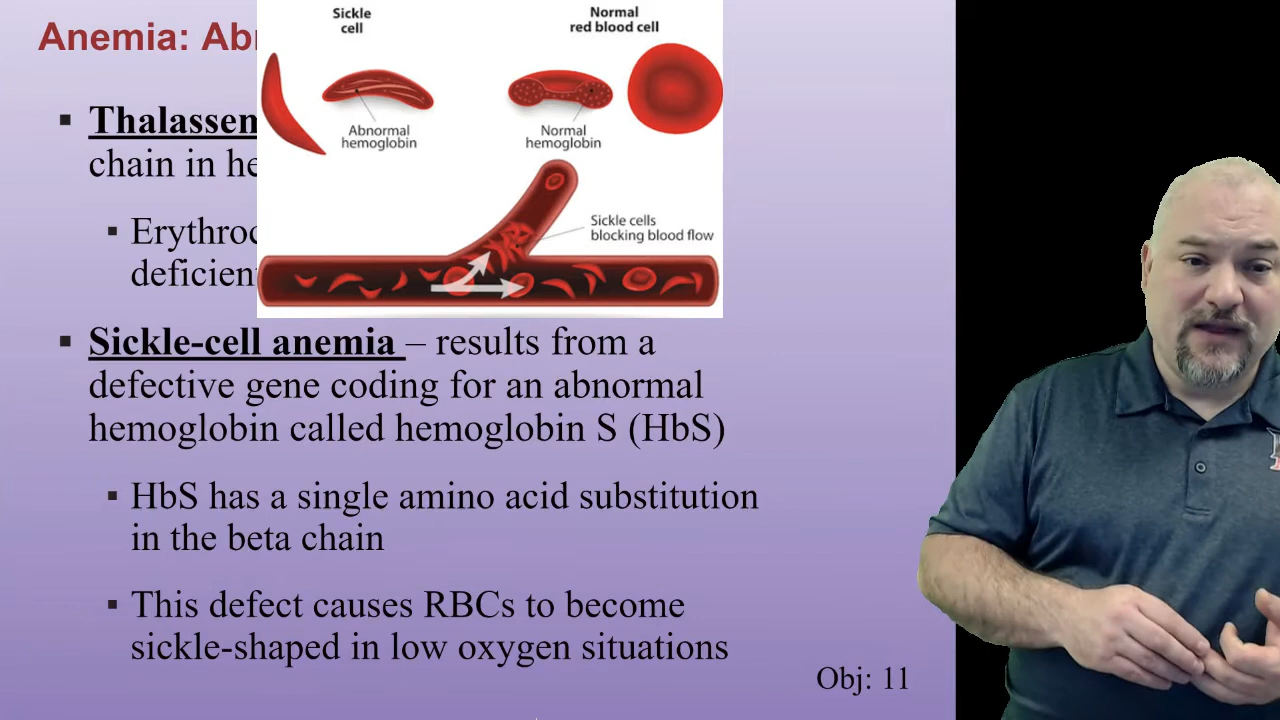 Anemia: Ab
Sickle
cell
Normal
red blood cell
Abnormal
hemoglobin
Normal
hemoglobin
Sickle cells
blocking blood flow
▪ Thalassem
chain in he
▪ Erythroc
deficient
▪ Sickle-cell anemia – results from a
defective gene coding for an abnormal
hemoglobin called hemoglobin S (HbS)
▪ HbS has a single amino acid substitution
in the beta chain
▪ This defect causes RBCs to become
sickle-shaped in low oxygen situations
Obj: 11